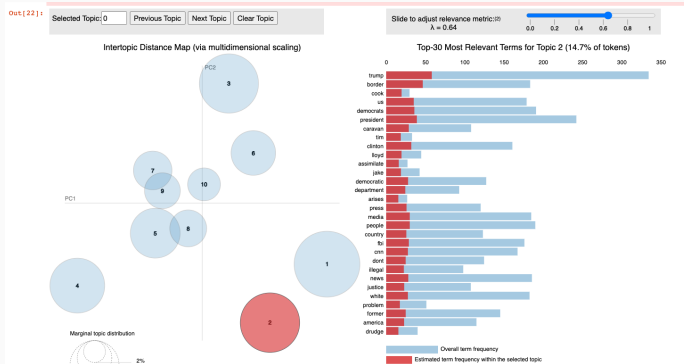 Out[22]:
Selected Topic: 0 Previous Topic Next Topic Clear Topic
Slide to adjust relevance metric:(2)
λ = 0.64
0.0 0.2 0.4 0.6 0.8 1
Intertopic Distance Map (via multidimensional scaling)
PC2
PC1
3
6
7
9
10
5
8
1
4
2
Marginal topic distribution
2%
Top-30 Most Relevant Terms for Topic 2 (14.7% of tokens)
0 50 100 150 200 250 300 350
trump
border
cook
us
democrats
president
caravan
tim
clinton
lloyd
assimilate
jake
democratic
department
arises
press
media
people
country
fbi
cnn
dont
illegal
news
justice
white
problem
former
america
drudge
Overall term frequency
Estimated term frequency within the selected topic